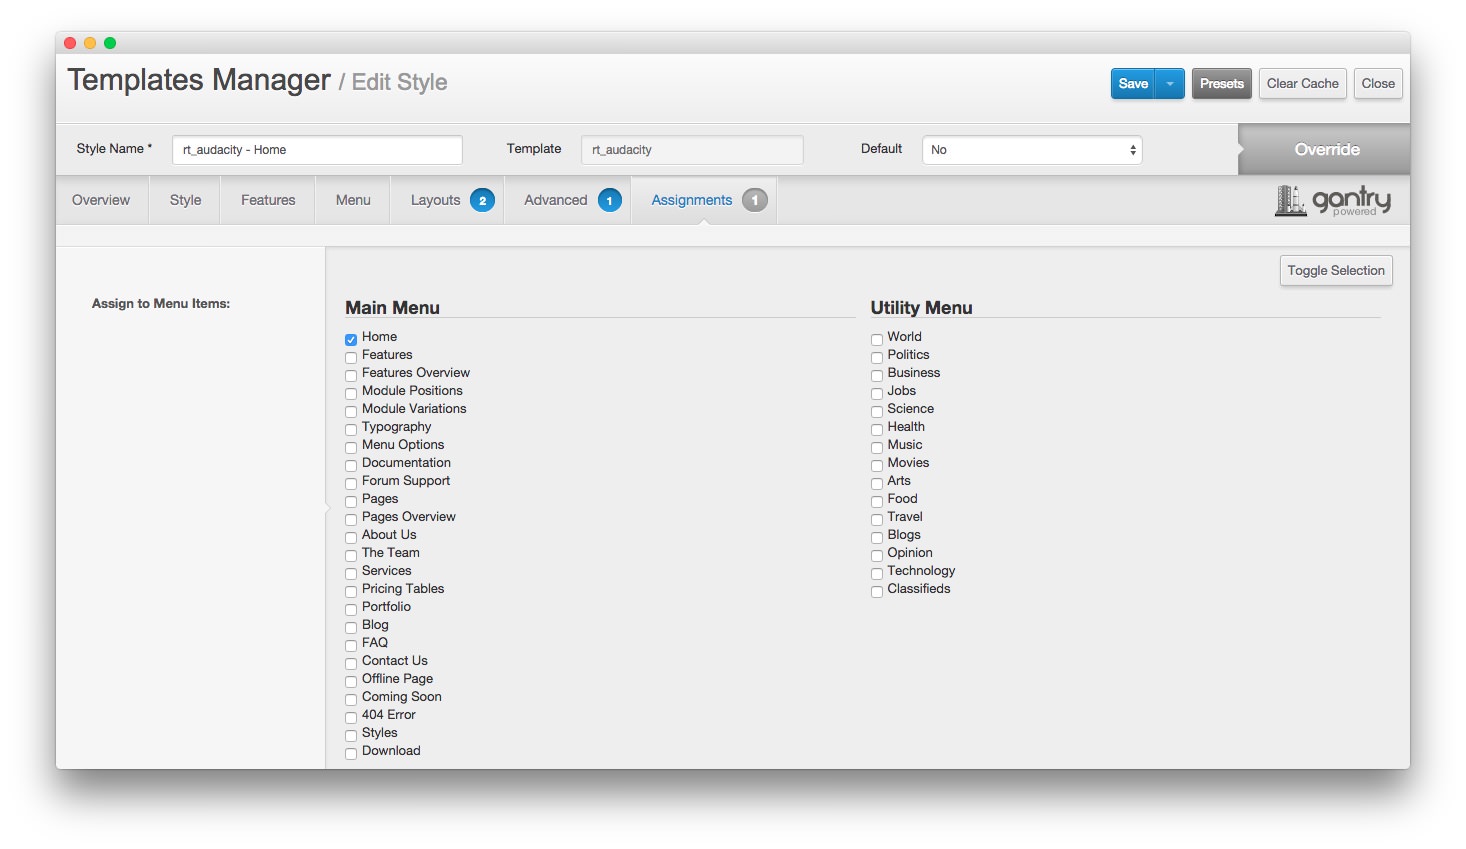 Templates Manager / Edit Style
Save Presets Clear Cache Close
Style Name * rt_audacity - Home Template rt_audacity Default No Override
Overview Style Features Menu Layouts 2 Advanced 1 Assignments 1 gantry
powered
Toggle Selection
Assign to Menu Items:
Main Menu
Home
Features
Features Overview
Module Positions
Module Variations
Typography
Menu Options
Documentation
Forum Support
Pages
Pages Overview
About Us
The Team
Services
Pricing Tables
Portfolio
Blog
FAQ
Contact Us
Offline Page
Coming Soon
404 Error
Styles
Download
Utility Menu
World
Politics
Business
Jobs
Science
Health
Music
Movies
Arts
Food
Travel
Blogs
Opinion
Technology
Classifieds